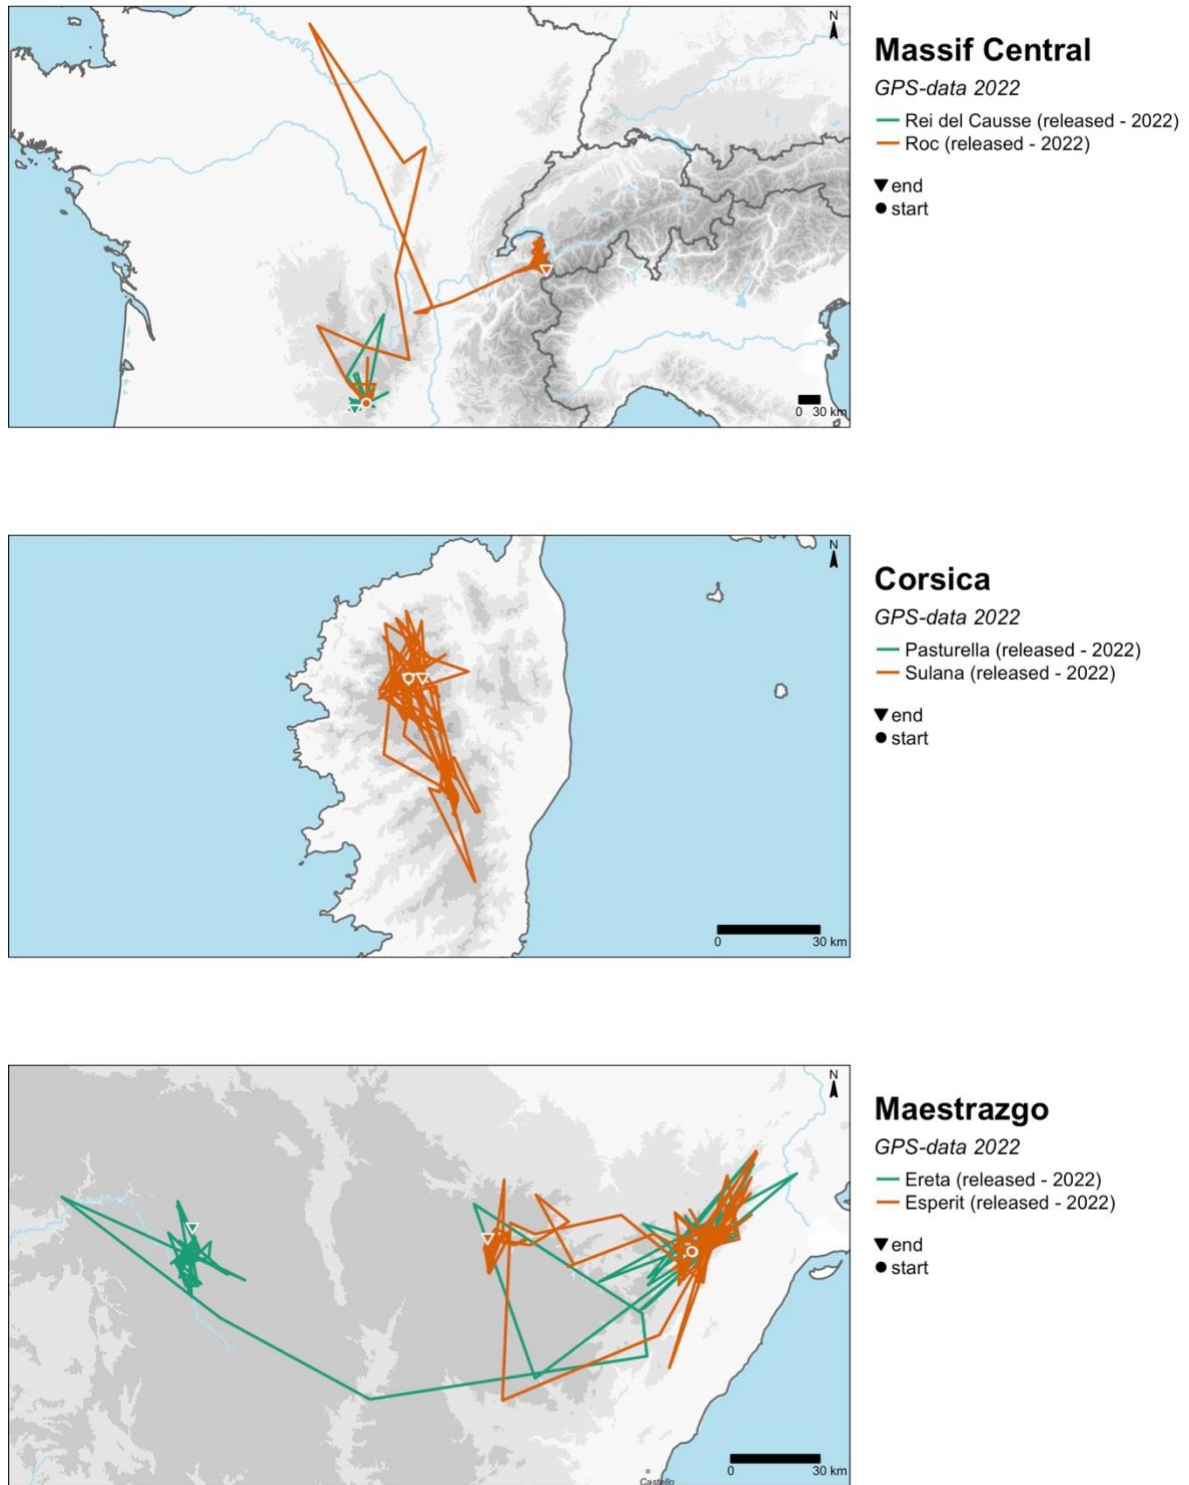 N
Massif Central
GPS-data 2022
Rei del Causse (released - 2022)
Roc (released - 2022)
end
start
0 30 km
N
Corsica
GPS-data 2022
Pasturella (released - 2022)
Sulana (released - 2022)
end
start
0 30 km
N
Maestrazgo
GPS-data 2022
Ereta (released - 2022)
Esperit (released - 2022)
end
start
0 30 km
Castello